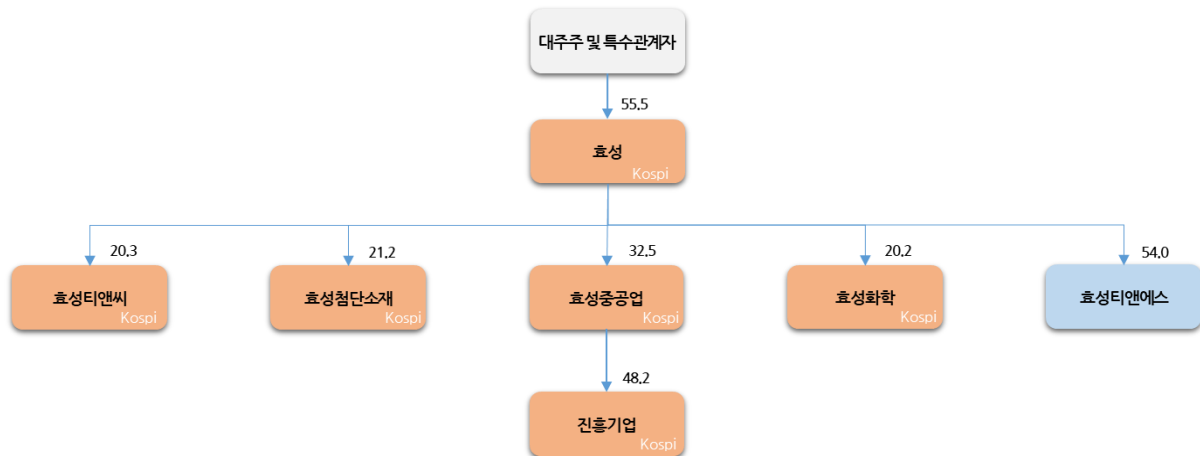 대주주 및 특수관계자
55.5
효성
Kospi
20.3
21.2
32.5
20.2
54.0
효성티앤씨
Kospi
효성첨단소재
Kospi
효성중공업
Kospi
효성화학
Kospi
효성티앤에스
48.2
진흥기업
Kospi